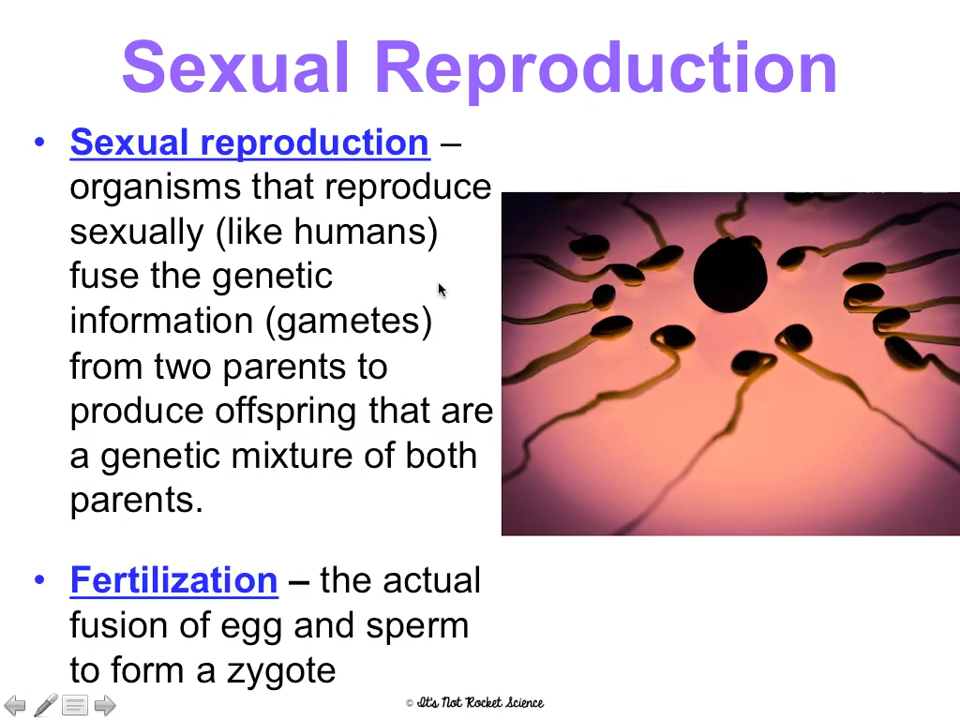 Sexual Reproduction
• Sexual reproduction –
organisms that reproduce
sexually (like humans)
fuse the genetic
information (gametes)
from two parents to
produce offspring that are
a genetic mixture of both
parents.
• Fertilization – the actual
fusion of egg and sperm
to form a zygote
© It's Not Rocket Science